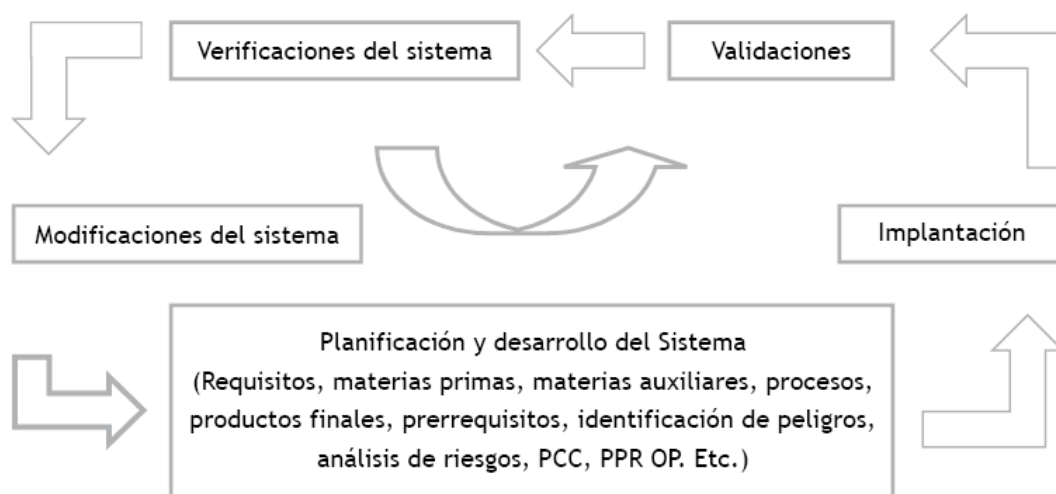 Verificaciones del sistema
Validaciones
Modificaciones del sistema
Implantación
Planificación y desarrollo del Sistema
(Requisitos, materias primas, materias auxiliares, procesos,
productos finales, prerrequisitos, identificación de peligros,
análisis de riesgos, PCC, PPR OP. Etc.)